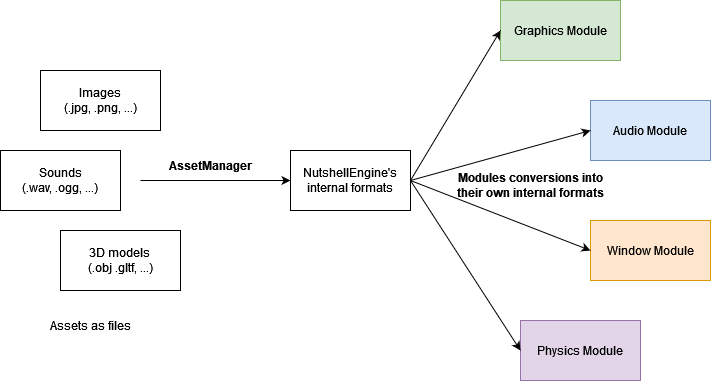 Graphics Module
Images
(.jpg, .png, ...)
Audio Module
AssetManager
Sounds
(.wav, .ogg, ...)
NutshellEngine's
internal formats
Modules conversions into
their own internal formats
3D models
(.obj .gltf, ...)
Window Module
Assets as files
Physics Module